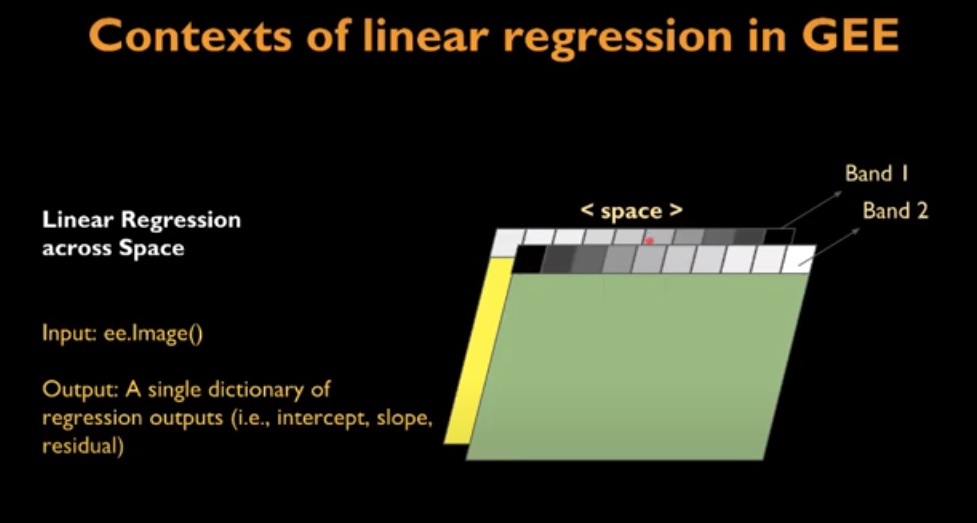 Contexts of linear regression in GEE
Band 1
Band 2
< space >
Linear Regression
across Space
Input: ee.Image()
Output: A single dictionary of
regression outputs (i.e., intercept, slope,
residual)